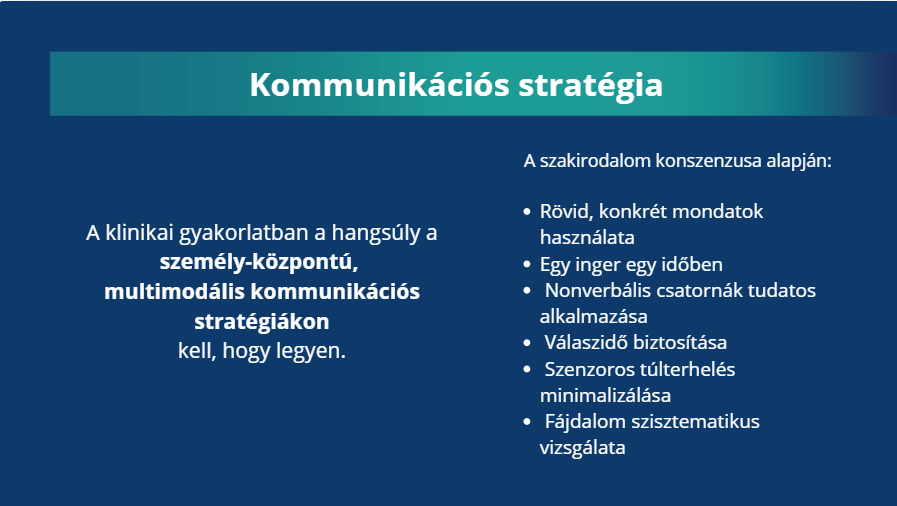 Kommunikációs stratégia
A klinikai gyakorlatban a hangsúly a
személy-központú,
multimodális kommunikációs
stratégiákon
kell, hogy legyen.
A szakirodalom konszenzusa alapján:
• Rövid, konkrét mondatok
használata
• Egy inger egy időben
• Nonverbális csatornák tudatos
alkalmazása
• Válaszidő biztosítása
• Szenzoros túlterhelés
minimalizálása
• Fájdalom szisztematikus
vizsgálata